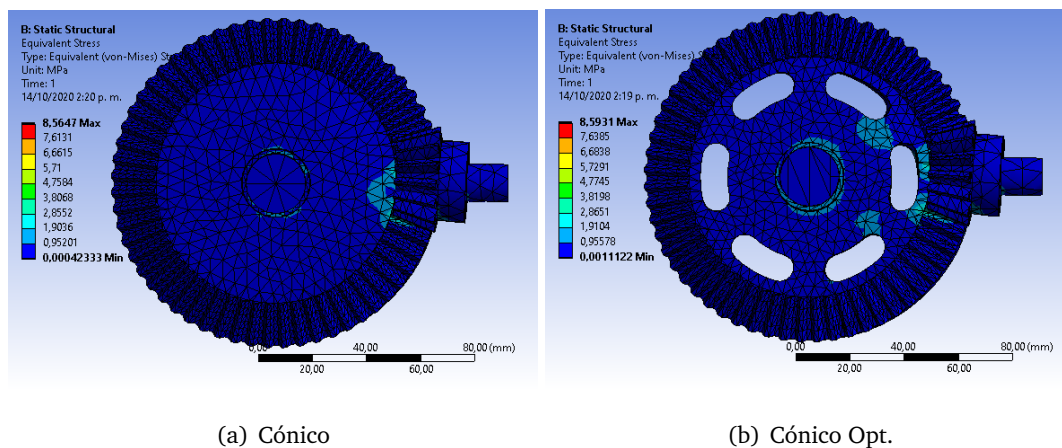 B: Static Structural
Equivalent Stress
Type: Equivalent (von-Mises)
Unit: MPa
Time: 1
14/10/2020 2:20 p. m.
8,5647 Max
7,6131
6,6615
5,71
4,7584
3,8068
2,8552
1,9036
0,95201
0,00042333 Min
0,00
80,00 (mm)
40,00
20,00
60,00
(a) Cónico
B: Static Structural
Equivalent Stress
Type: Equivalent (von-Mises)
Unit: MPa
Time: 1
14/10/2020 2:19 p. m.
8,5931 Max
7,6385
6,6838
5,7291
4,7745
3,8198
2,8651
1,9104
0,95578
0,0011122 Min
0,00
40,00
80,00 (mm)
20,00
60,00
(b) Cónico Opt.